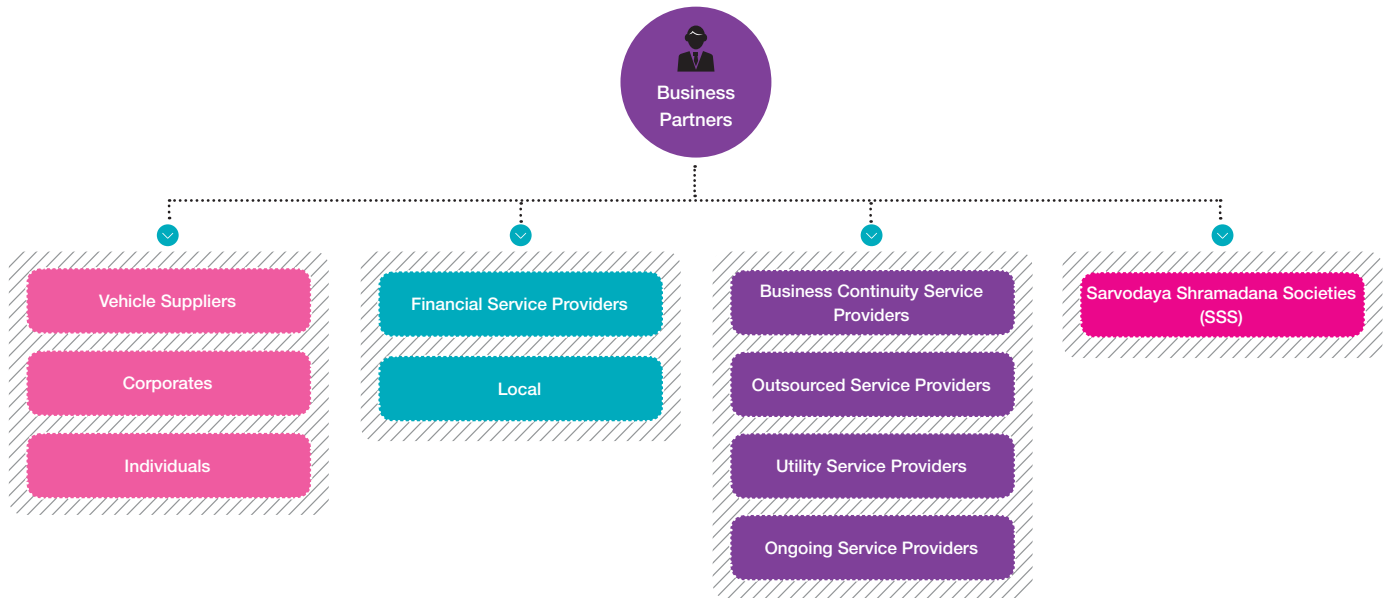 Business
Partners
Vehicle Suppliers
Corporates
Individuals
Financial Service Providers
Local
Business Continuity Service
Providers
Outsourced Service Providers
Utility Service Providers
Ongoing Service Providers
Sarvodaya Shramadana Societies
(SSS)